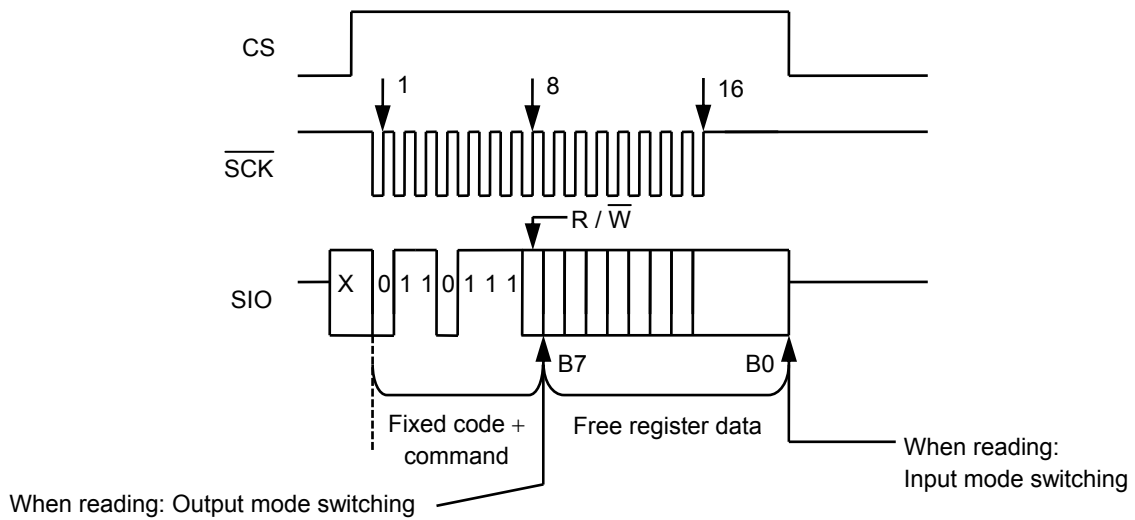 CS
1
8
16
SCK
R / W
X
0 1 1 0 1 1 1
SIO
B7
B0
Fixed code +
command
Free register data
When reading:
Input mode switching
When reading: Output mode switching